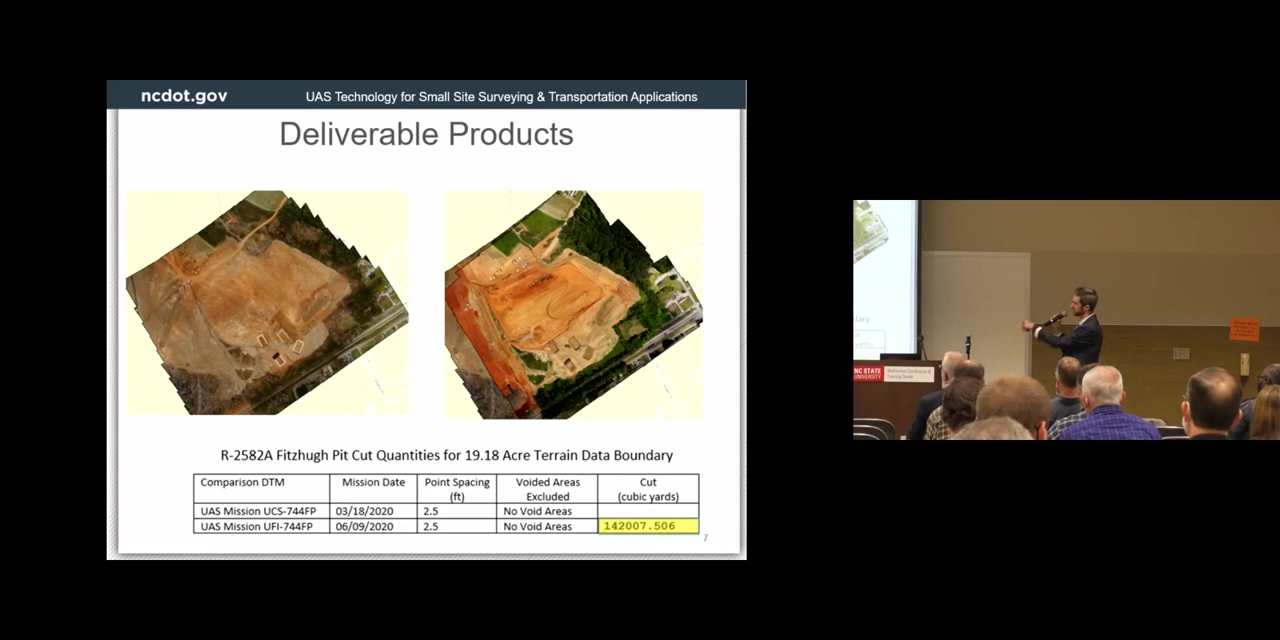 ncdot.gov
UAS Technology for Small Site Surveying & Transportation Applications
Deliverable Products
R-2582A Fitzhugh Pit Cut Quantities for 19.18 Acre Terrain Data Boundary
Comparison DTM Mission Date Point Spacing (ft) Voided Areas Excluded Cut (cubic yards)
UAS Mission UCS-744FP 03/18/2020 2.5 No Void Areas
UAS Mission UFI-744FP 06/09/2020 2.5 No Void Areas 142007.506
7
NC STATE
UNIVERSITY